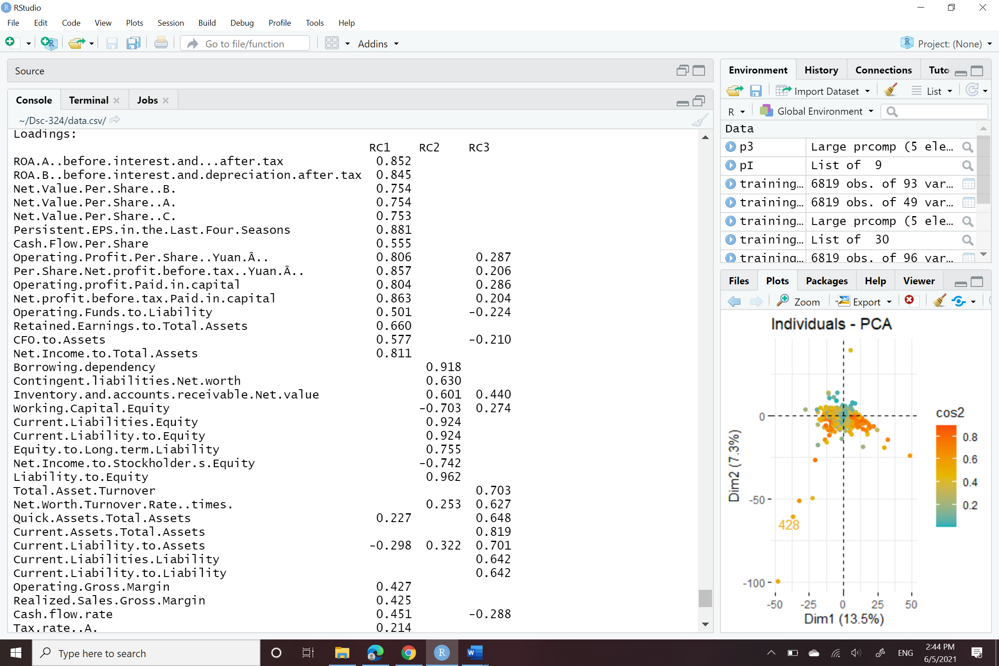 RStudio
File Edit Code View Plots Session Build Debug Profile Tools Help
Go to file/function Addins Project: (None)
Source
Console Terminal Jobs
~/Dsc-324/data.csv/
Loadings:
RC1 RC2 RC3
ROA.A..before.interest.and...after.tax 0.852
ROA.B..before.interest.and.depreciation.after.tax 0.845
Net.Value.Per.Share..B. 0.754
Net.Value.Per.Share..A. 0.754
Net.Value.Per.Share..C. 0.753
Persistent.EPS.in.the.Last.Four.Seasons 0.881
Cash.Flow.Per.Share 0.555
Operating.Profit.Per.Share..Yuan.Â.. 0.806 0.287
Per.Share.Net.profit.before.tax..Yuan.Â.. 0.857 0.206
Operating.profit.Paid.in.capital 0.804 0.286
Net.profit.before.tax.Paid.in.capital 0.863 0.204
Operating.Funds.to.Liability 0.501 -0.224
Retained.Earnings.to.Total.Assets 0.660
CFO.to.Assets 0.577 -0.210
Net.Income.to.Total.Assets 0.811
Borrowing.dependency 0.918
Contingent.liabilities.Net.worth 0.630
Inventory.and.accounts.receivable.Net.value 0.601 0.440
Working.Capital.Equity -0.703 0.274
Current.Liabilities.Equity 0.924
Current.Liability.to.Equity 0.924
Equity.to.Long.term.Liability 0.755
Net.Income.to.Stockholder.s.Equity -0.742
Liability.to.Equity 0.962
Total.Asset.Turnover 0.703
Net.Worth.Turnover.Rate..times. 0.253 0.627
Quick.Assets.Total.Assets 0.227 0.648
Current.Assets.Total.Assets 0.819
Current.Liability.to.Assets -0.298 0.322 0.701
Current.Liabilities.Liability 0.642
Current.Liability.to.Liability 0.642
Operating.Gross.Margin 0.427
Realized.Sales.Gross.Margin 0.425
Cash.flow.rate 0.451 -0.288
Tax.rate..A. 0.214
Environment History Connections Tuto
Import Dataset List
R Global Environment
Data
p3 Large prcomp (5 ele…
pI List of 9
training… 6819 obs. of 93 var…
training… 6819 obs. of 49 var…
training… Large prcomp (5 ele…
training… List of 30
training… 6819 obs. of 96 var…
Files Plots Packages Help Viewer
Zoom Export
Individuals - PCA
Dim2 (7.3%)
0
-50
-100
428
-50 -25 0 25 50
Dim1 (13.5%)
cos2
0.8
0.6
0.4
0.2
Type here to search
ENG
2:44 PM
6/5/2021